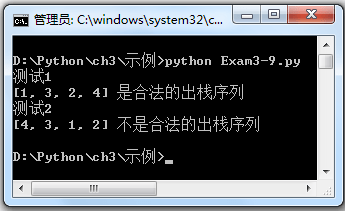 管理员: C:\windows\system32\c...
D:\Python\ch3\示例>python Exam3-9.py
测试1
[1, 3, 2, 4] 是合法的出栈序列
测试2
[4, 3, 1, 2] 不是合法的出栈序列
D:\Python\ch3\示例>_